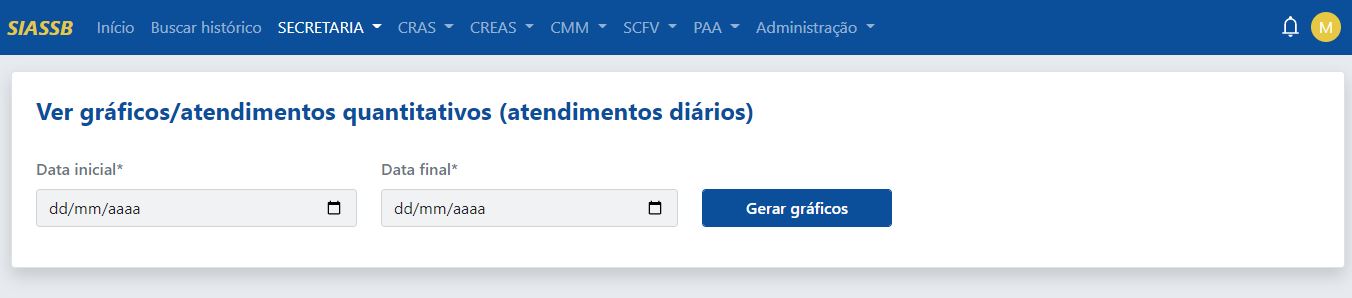 SIASSB Início Buscar histórico SECRETARIA CRAS CREAS CMM SCFV PAA Administração M
Ver gráficos/atendimentos quantitativos (atendimentos diários)
Data inicial* Data final*
dd/mm/aaaa dd/mm/aaaa Gerar gráficos